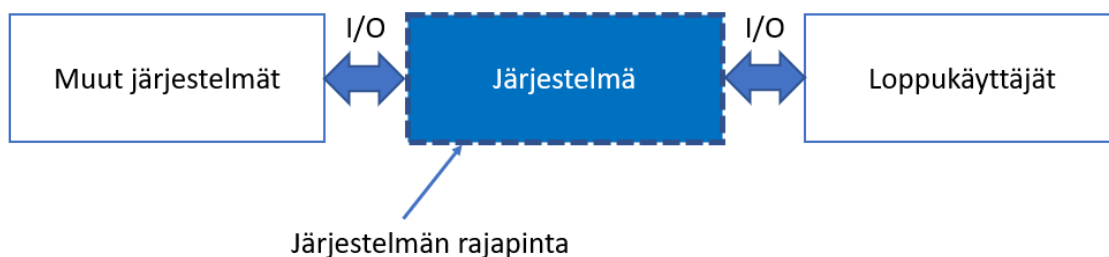 I/O
I/O
Muut järjestelmät
Järjestelmä
Loppukäyttäjät
Järjestelmän rajapinta